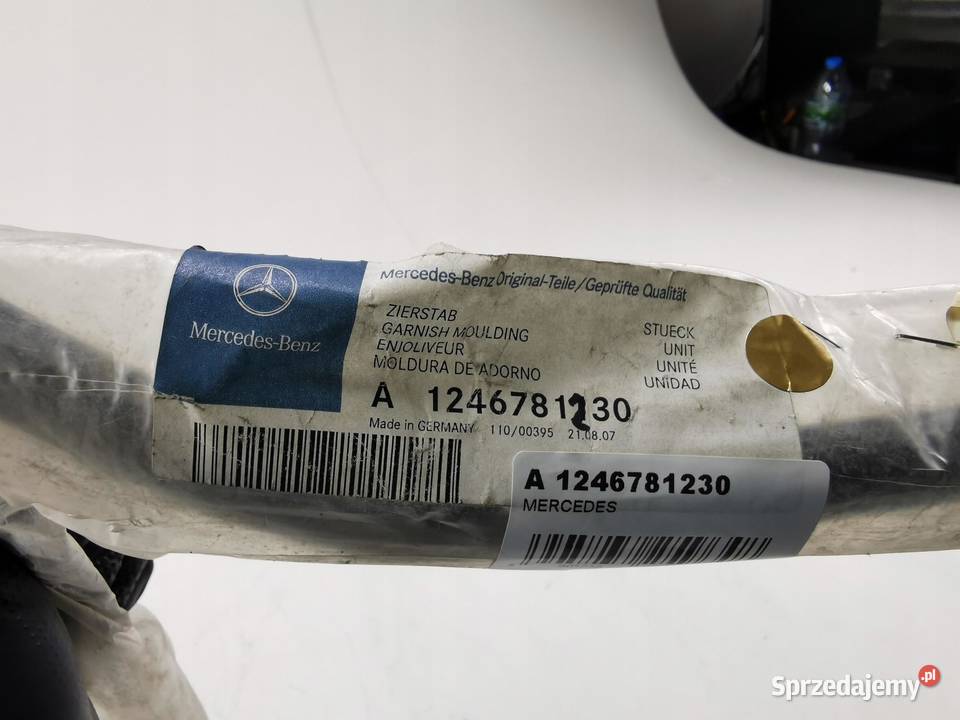 Mercedes-Benz
Mercedes-Benz Original-Teile/Geprüfte Qualität
ZIERSTAB
GARNISH MOULDING
ENJOLIVEUR
MOLDURA DE ADORNO
STUECK
UNIT
UNITÉ
UNIDAD
A 1246781230
Made in GERMANY 110/00395 21.08.07
A 1246781230
MERCEDES
Sprzedajemy.pl